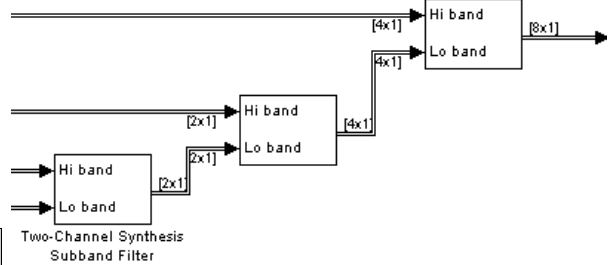 Hi band
[4x1]
[8x1]
Lo band
4x1]
Hi band
[2x1]
[4x1]
Lo band
2x1]
Hi band
[2x1]
Lo band
Two-Channel Synthesis
Subband Filter